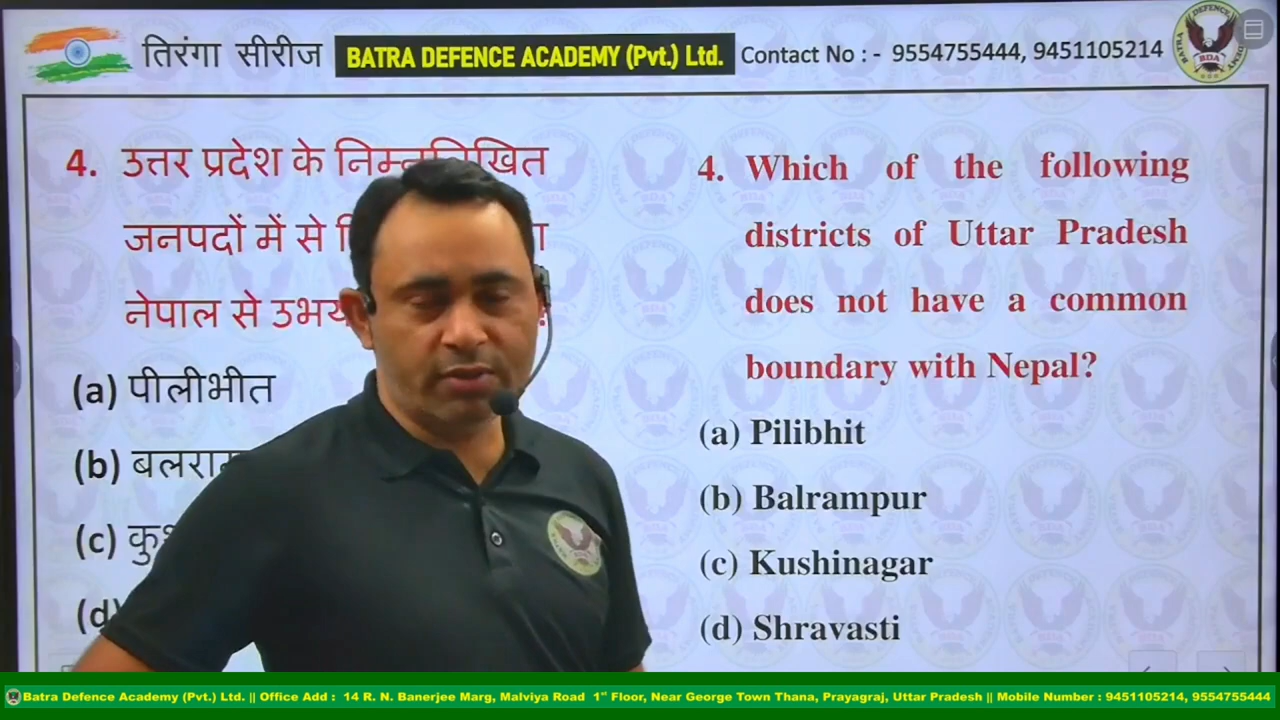 तिरंगा सीरीज BATRA DEFENCE ACADEMY (Pvt.) Ltd. Contact No : - 9554755444, 9451105214
4. उत्तर प्रदेश के निम्नलिखित
जनपदों में से
नेपाल से
(a) पीलीभीत
(b)
(c)
(d)
4. Which of the following
districts of Uttar Pradesh
does not have a common
boundary with Nepal?
(a) Pilibhit
(b) Balrampur
(c) Kushinagar
(d) Shravasti
Batra Defence Academy (Pvt.) Ltd. || Office Add : 14 R. N. Banerjee Marg, Malviya Road 1st Floor, Near George Town Thana, Prayagraj, Uttar Pradesh || Mobile Number : 9451105214, 9554755444